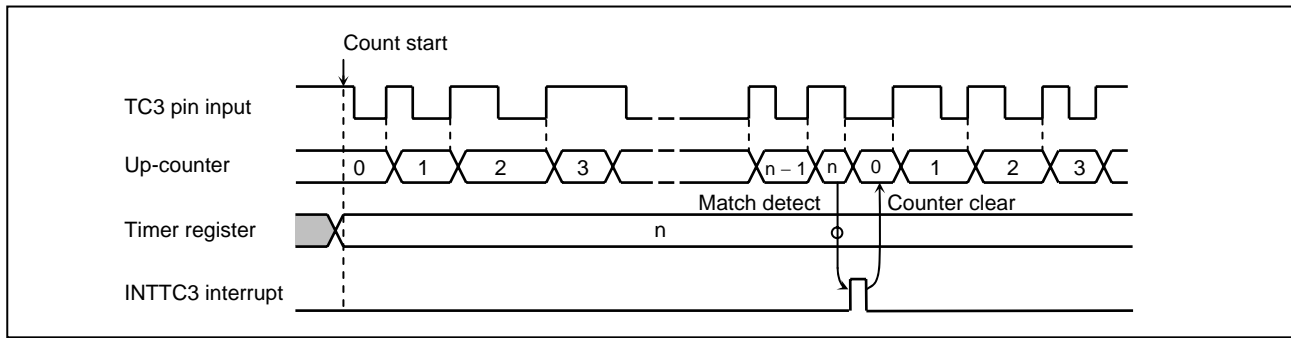 Count start
TC3 pin input
Up-counter 0 1 2 3 n – 1 n 0 1 2 3
Match detect Counter clear
Timer register n
INTTC3 interrupt